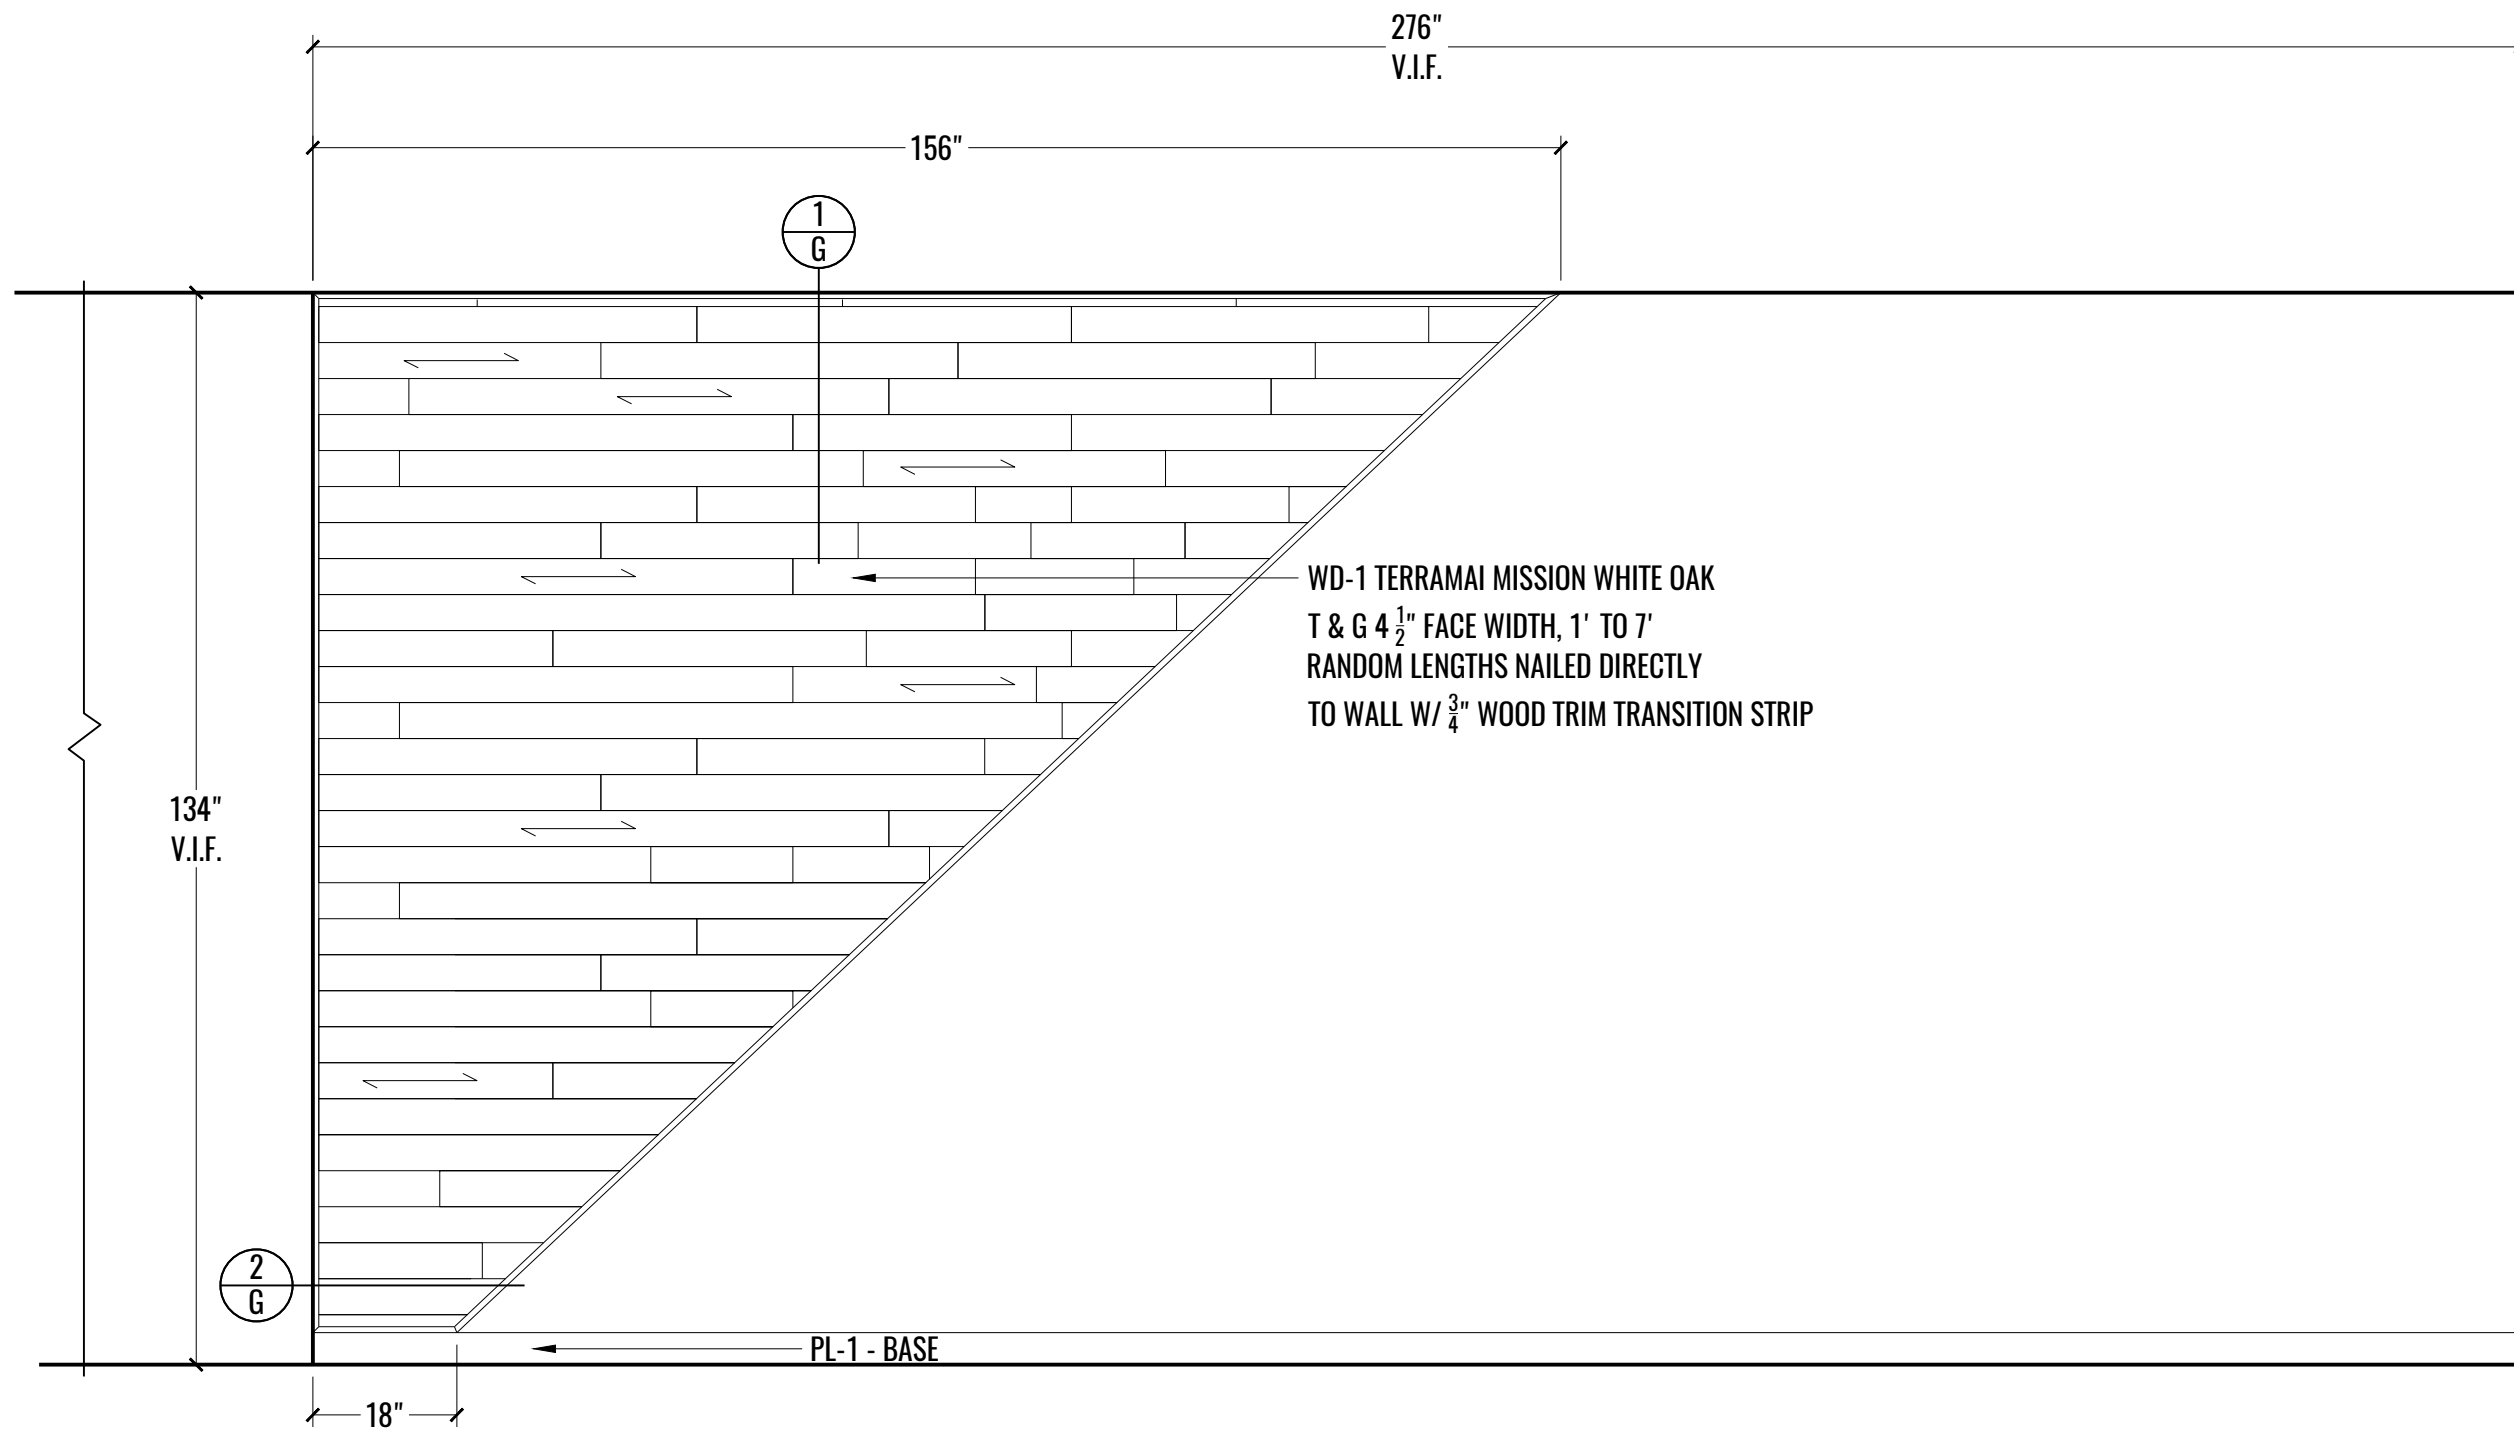 276"
V.I.F.
156"
1
G
WD-1 TERRAMAI MISSION WHITE OAK
T & G 4 1/2" FACE WIDTH, 1' TO 7'
RANDOM LENGTHS NAILED DIRECTLY
TO WALL W/ 3/4" WOOD TRIM TRANSITION STRIP
134"
V.I.F.
2
G
PL-1 - BASE
18"